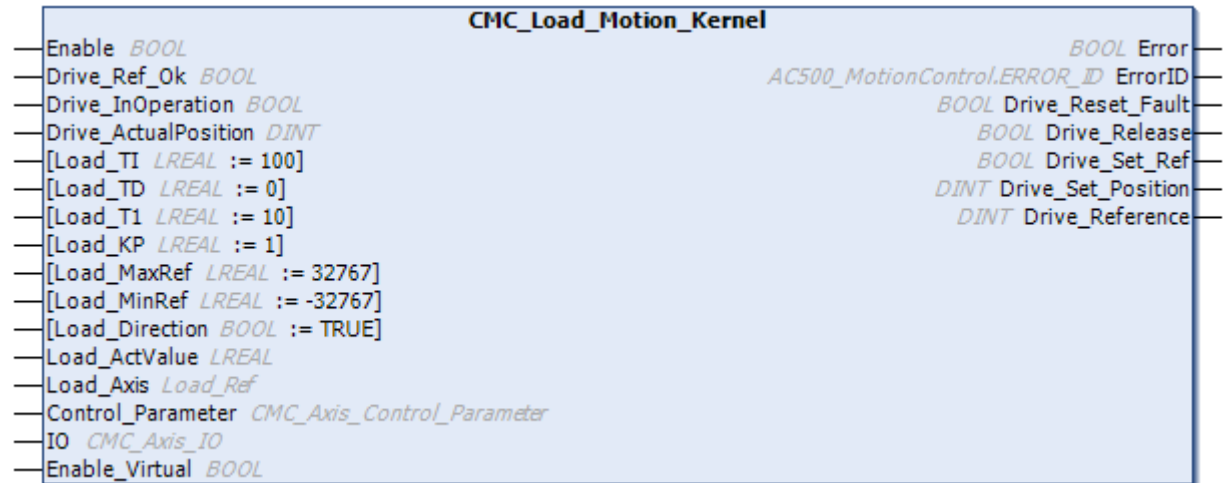 CMC_Load_Motion_Kernel
Enable BOOL BOOL Error
Drive_Ref_Ok BOOL AC500_MotionControl.ERROR_ID ErrorID
Drive_InOperation BOOL BOOL Drive_Reset_Fault
Drive_ActualPosition DINT BOOL Drive_Release
[Load_TI LREAL := 100] BOOL Drive_Set_Ref
[Load_TD LREAL := 0] DINT Drive_Set_Position
[Load_T1 LREAL := 10] DINT Drive_Reference
[Load_KP LREAL := 1]
[Load_MaxRef LREAL := 32767]
[Load_MinRef LREAL := -32767]
[Load_Direction BOOL := TRUE]
Load_ActValue LREAL
Load_Axis Load_Ref
Control_Parameter CMC_Axis_Control_Parameter
IO CMC_Axis_IO
Enable_Virtual BOOL